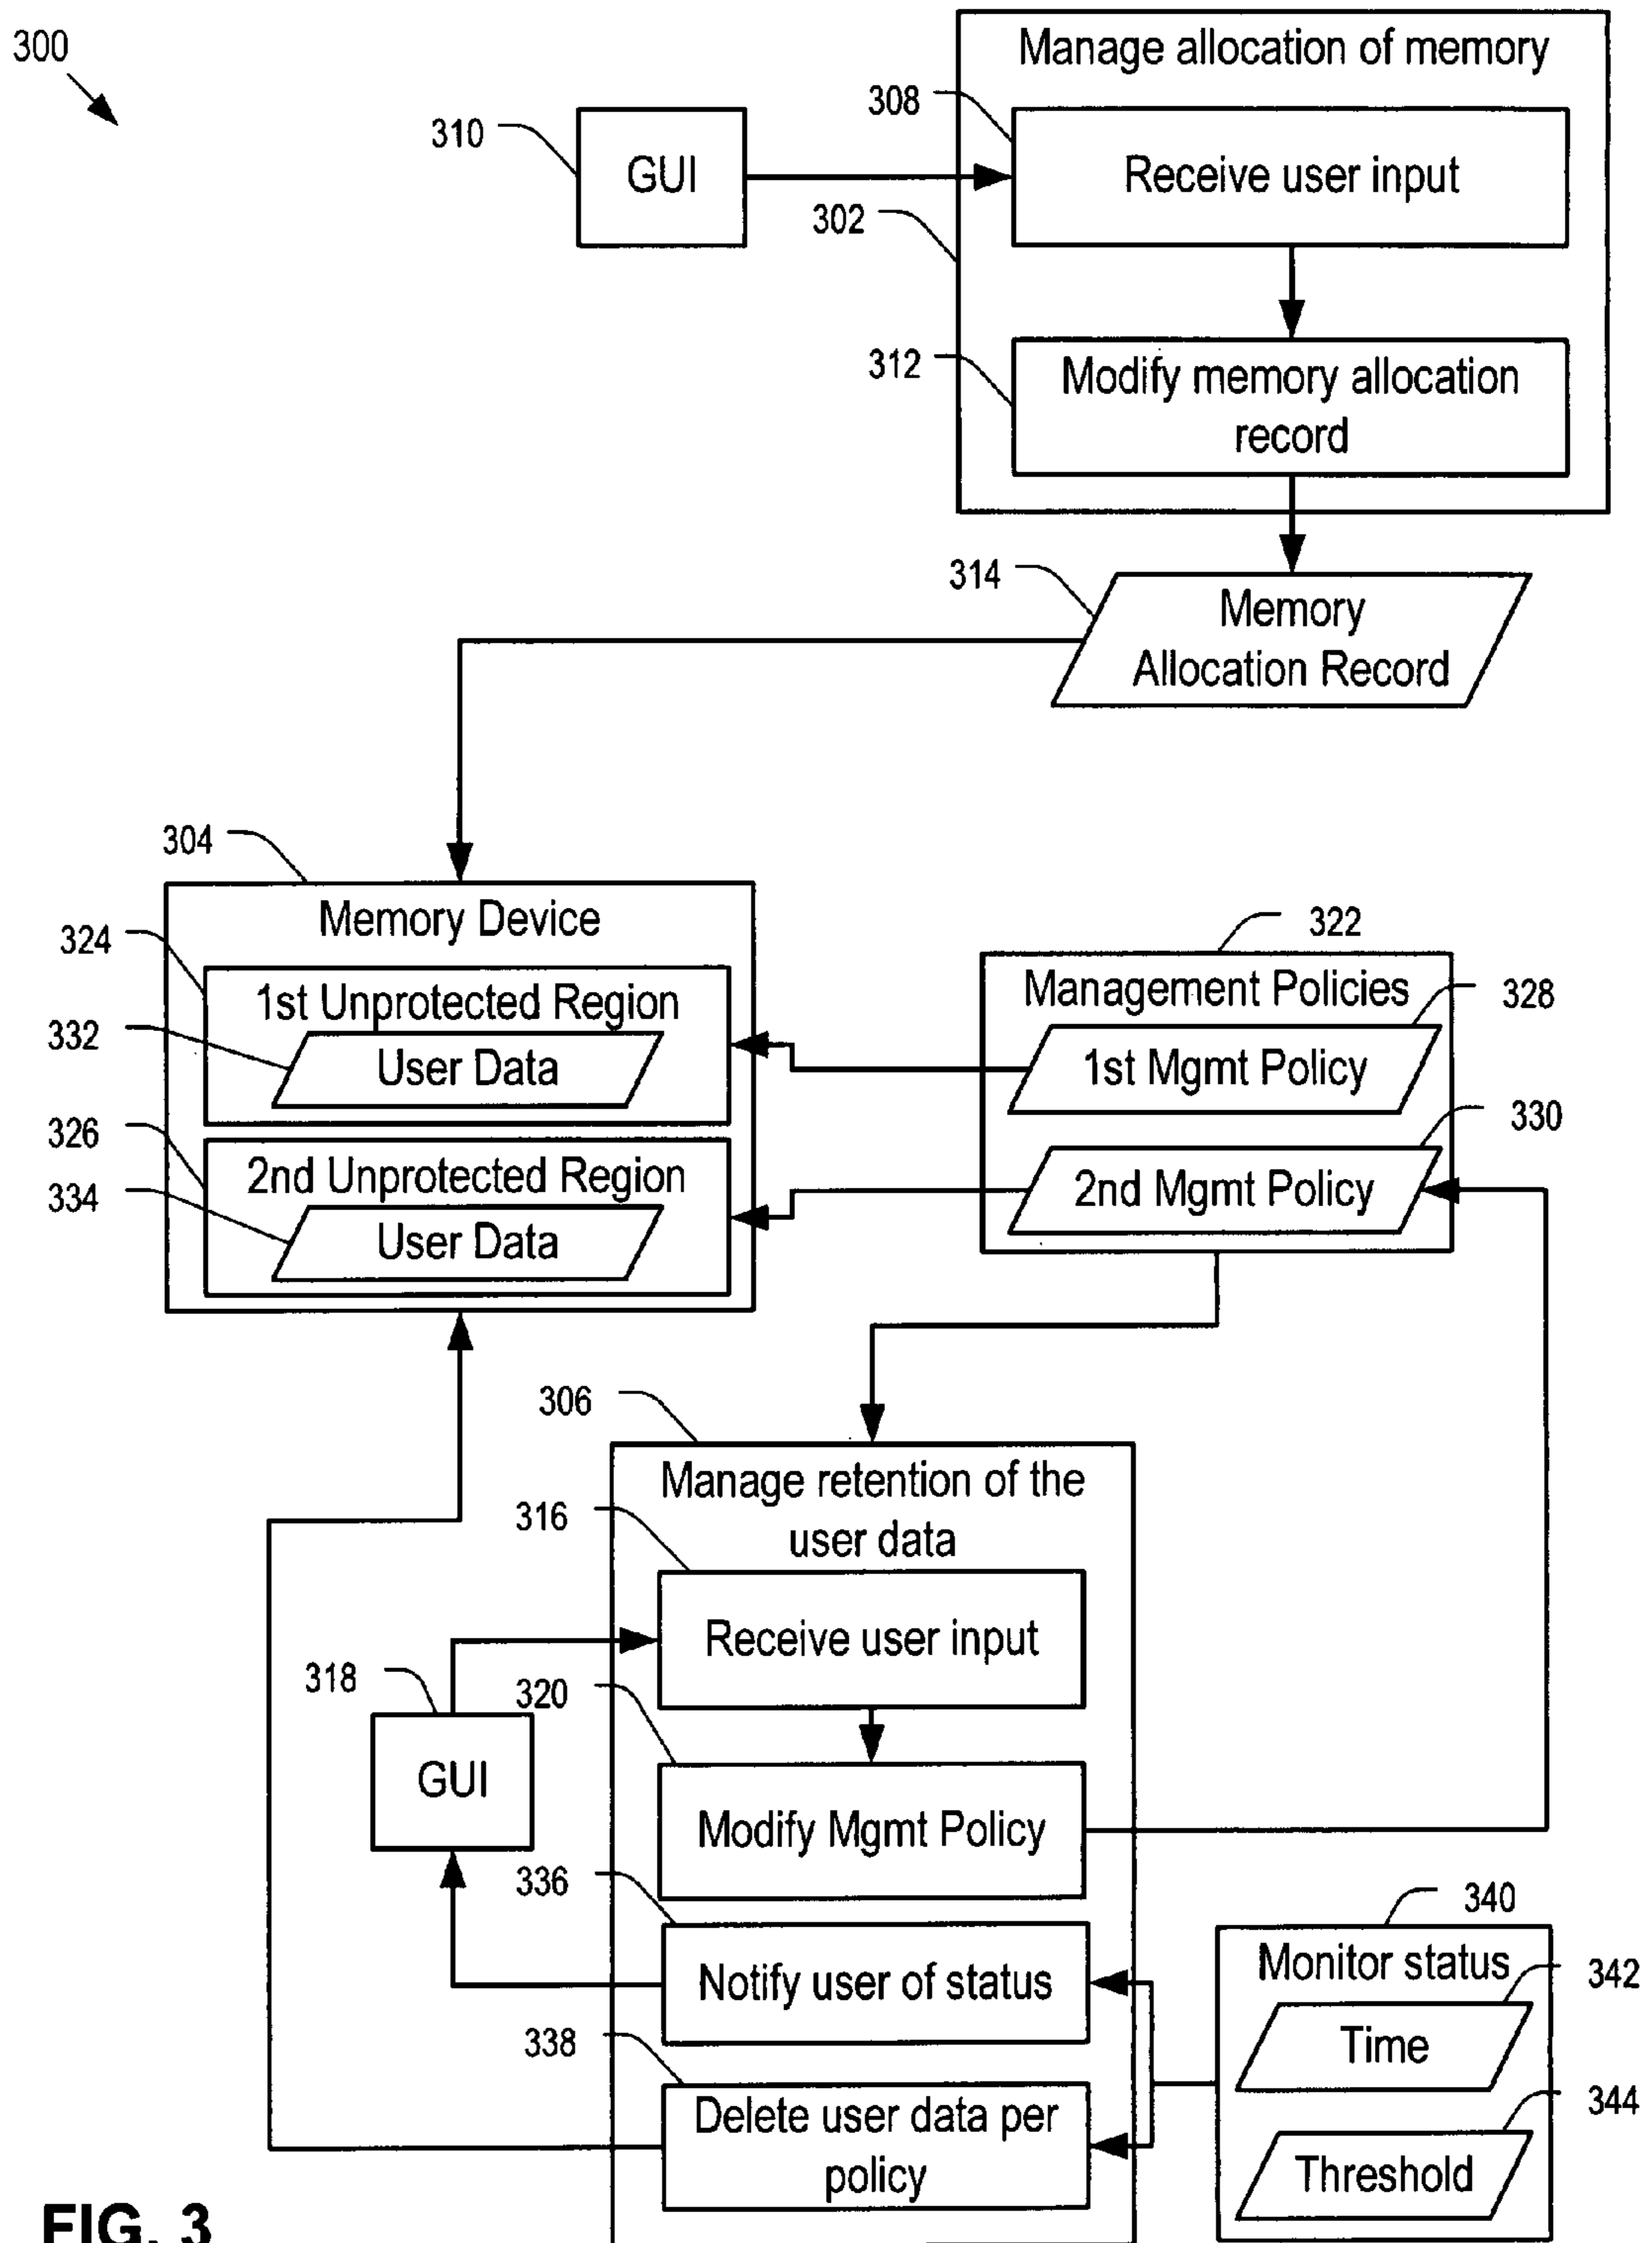 300
Manage allocation of memory
308
310
GUI
Receive user input
302
312
Modify memory allocation
record
314
Memory
Allocation Record
304
Memory Device
322
324
1st Unprotected Region
Management Policies
328
332
User Data
1st Mgmt Policy
326
330
2nd Unprotected Region
2nd Mgmt Policy
334
User Data
306
Manage retention of the
user data
316
Receive user input
318
320
GUI
Modify Mgmt Policy
336
340
Notify user of status
Monitor status
342
Time
338
Delete user data per
policy
344
Threshold
FIG. 3